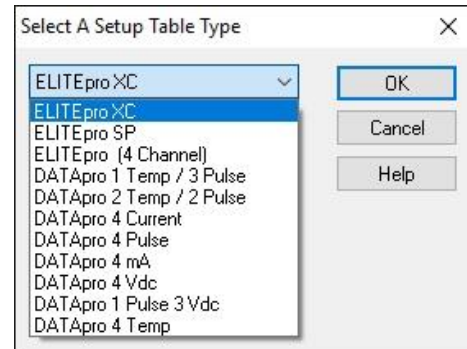 Select A Setup Table Type
ELITEpro XC
OK
ELITEpro XC
ELITEpro SP
Cancel
ELITEpro (4 Channel)
DATApro 1 Temp / 3 Pulse
Help
DATApro 2 Temp / 2 Pulse
DATApro 4 Current
DATApro 4 Pulse
DATApro 4 mA
DATApro 4 Vdc
DATApro 1 Pulse 3 Vdc
DATApro 4 Temp